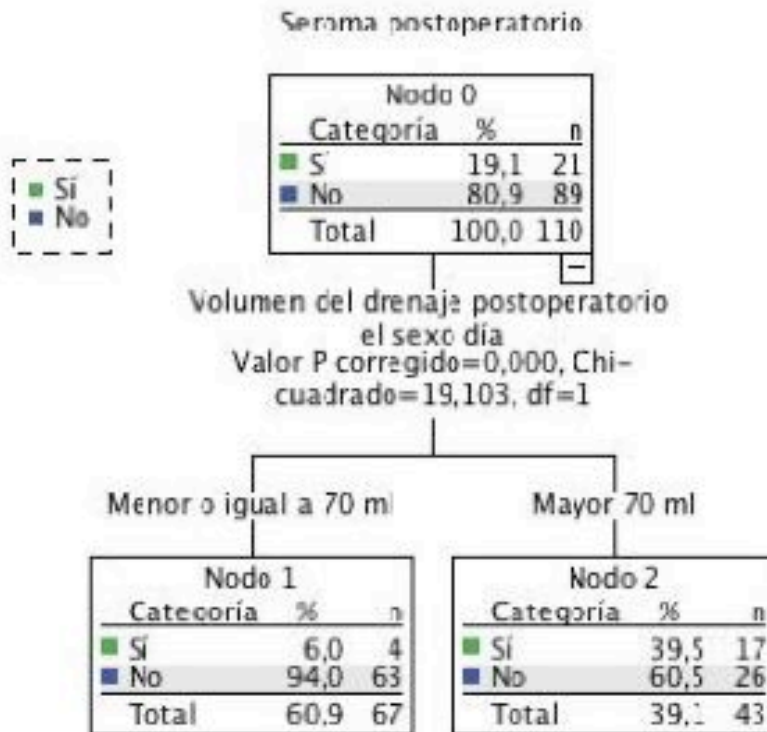 Seroma postoperatorio
Nodo 0
Categoría % n
Sí 19,1 21
No 80,9 89
Total 100,0 110
Sí
No
Volumen del drenaje postoperatorio
el sexo día
Valor P corregido=0,000, Chi-
cuadrado=19,103, df=1
Menor o igual a 70 ml
Mayor 70 ml
Nodo 1
Categoría % n
Sí 6,0 4
No 94,0 63
Total 60,9 67
Nodo 2
Categoría % n
Sí 39,5 17
No 60,5 26
Total 39,1 43